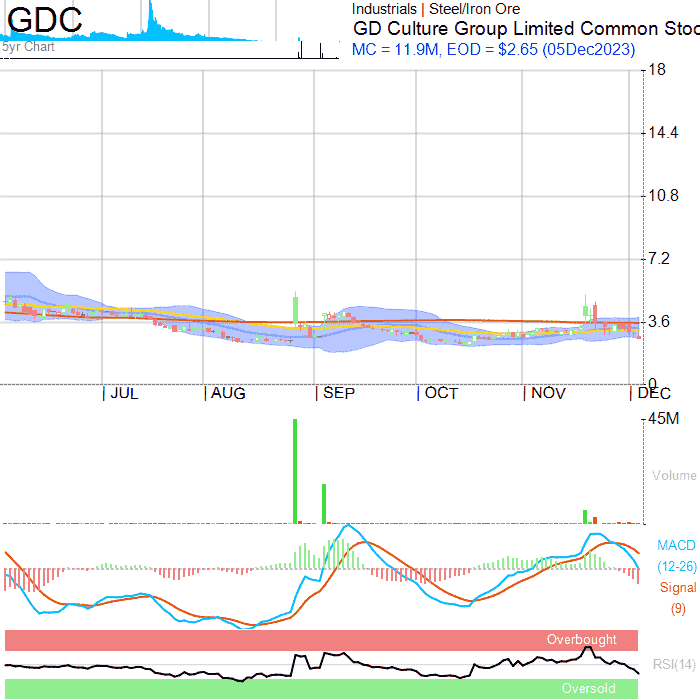 GDC
5yr Chart
Industrials | Steel/Iron Ore
GD Culture Group Limited Common Stoc
MC = 11.9M, EOD = $2.65 (05Dec2023)
18
14.4
10.8
7.2
3.6
0
JUL AUG SEP OCT NOV DEC
45M
Volume
MACD
(12-26)
Signal
(9)
Overbought
RSI(14)
Oversold